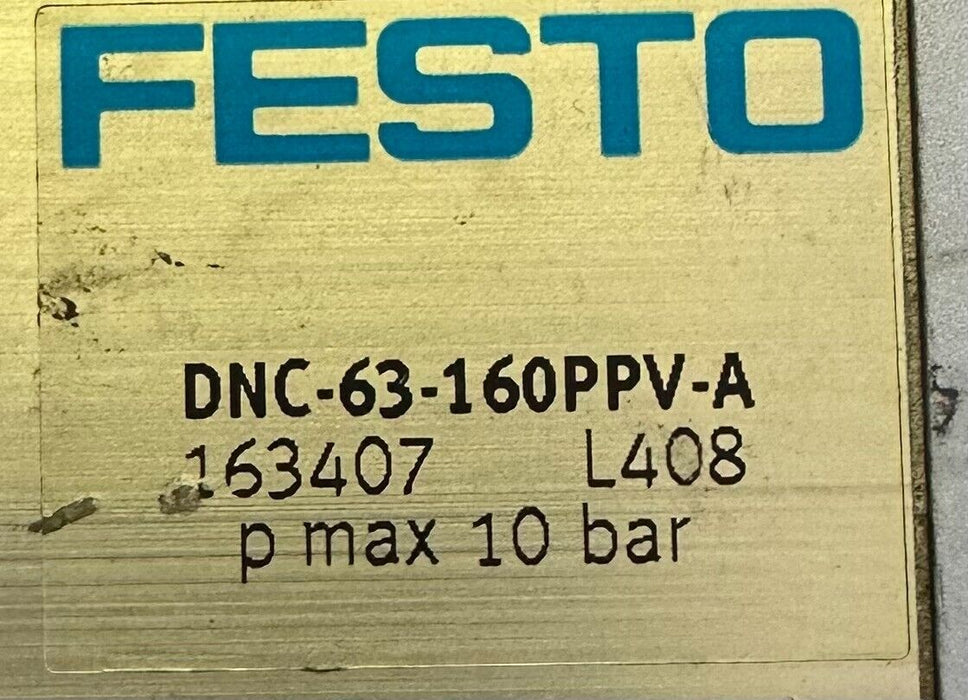 FESTO
DNC-63-160PPV-A
163407 L408
p max 10 bar